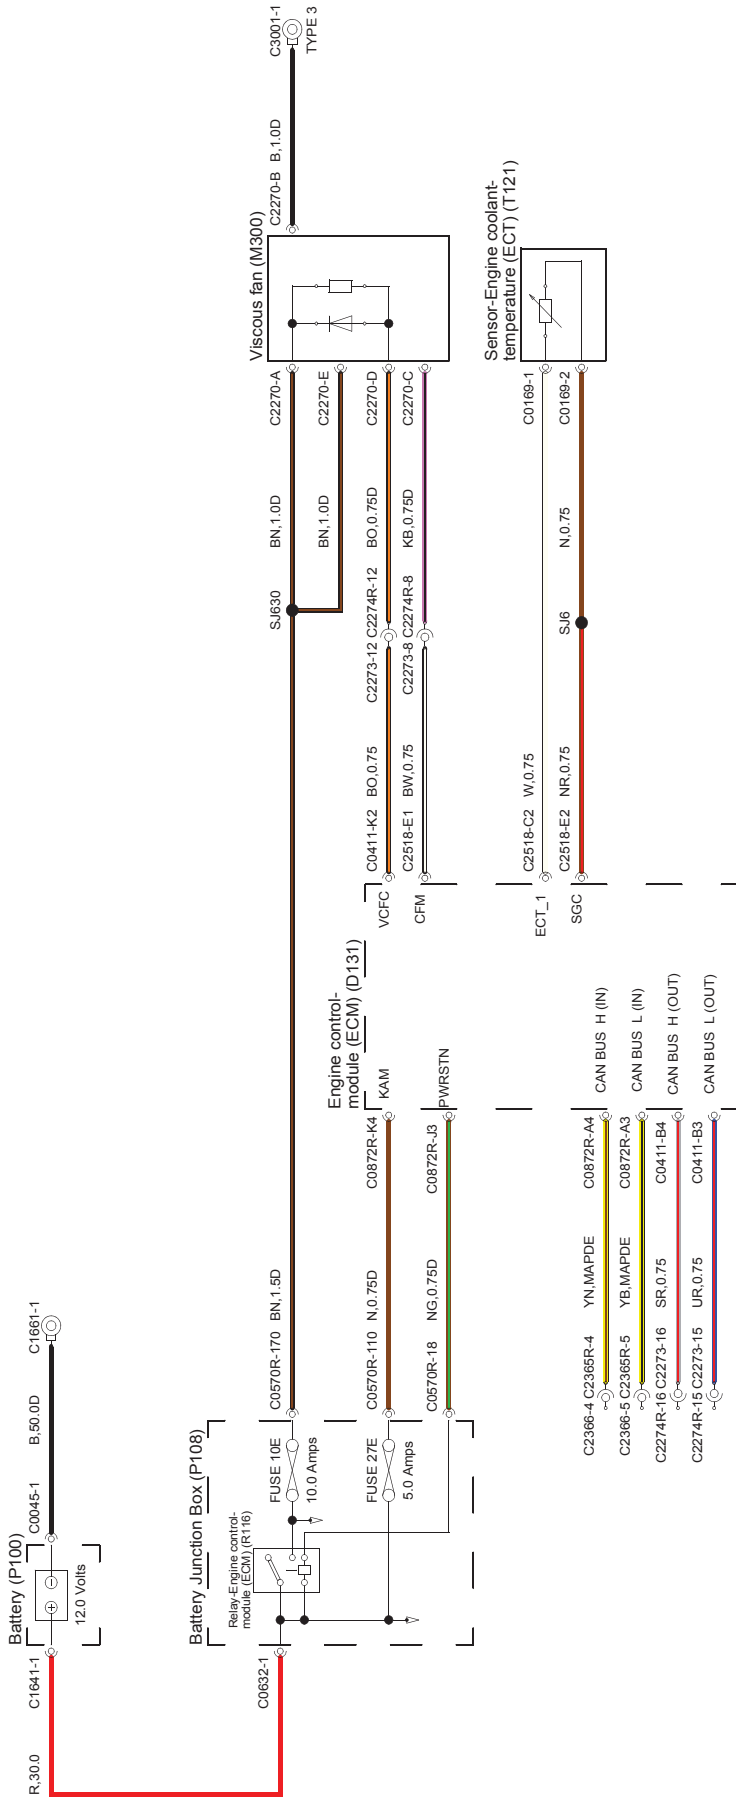 Battery (P100)
C1641-1
12.0 Volts
C0045-1
B,50.0D
C1661-1
R,30.0
C0632-1
Battery Junction Box (P108)
Relay-Engine control-
module (ECM) (R116)
FUSE 10E
10.0 Amps
FUSE 27E
5.0 Amps
C0570R-170
BN,1.5D
C0570R-110
N,0.75D
C0872R-K4
C0570R-18
NG,0.75D
C0872R-J3
Engine control-
module (ECM) (D131)
KAM
PWRSTN
VCFC
CFM
ECT_1
SGC
CAN BUS H (IN)
CAN BUS L (IN)
CAN BUS H (OUT)
CAN BUS L (OUT)
C2366-4
C2365R-4
YN,MAPDE
C0872R-A4
C2366-5
C2365R-5
YB,MAPDE
C0872R-A3
C2274R-16
C2273-16
SR,0.75
C0411-B4
C2274R-15
C2273-15
UR,0.75
C0411-B3
SJ630
BN,1.0D
C2270-A
BN,1.0D
C2270-E
C0411-K2
BO,0.75
C2273-12
C2274R-12
BO,0.75D
C2270-D
C2518-E1
BW,0.75
C2273-8
C2274R-8
KB,0.75D
C2270-C
Viscous fan (M300)
C2270-B
B,1.0D
C3001-1
TYPE 3
C2518-C2
W,0.75
C0169-1
C2518-E2
NR,0.75
SJ6
N,0.75
C0169-2
Sensor-Engine coolant-
temperature (ECT) (T121)